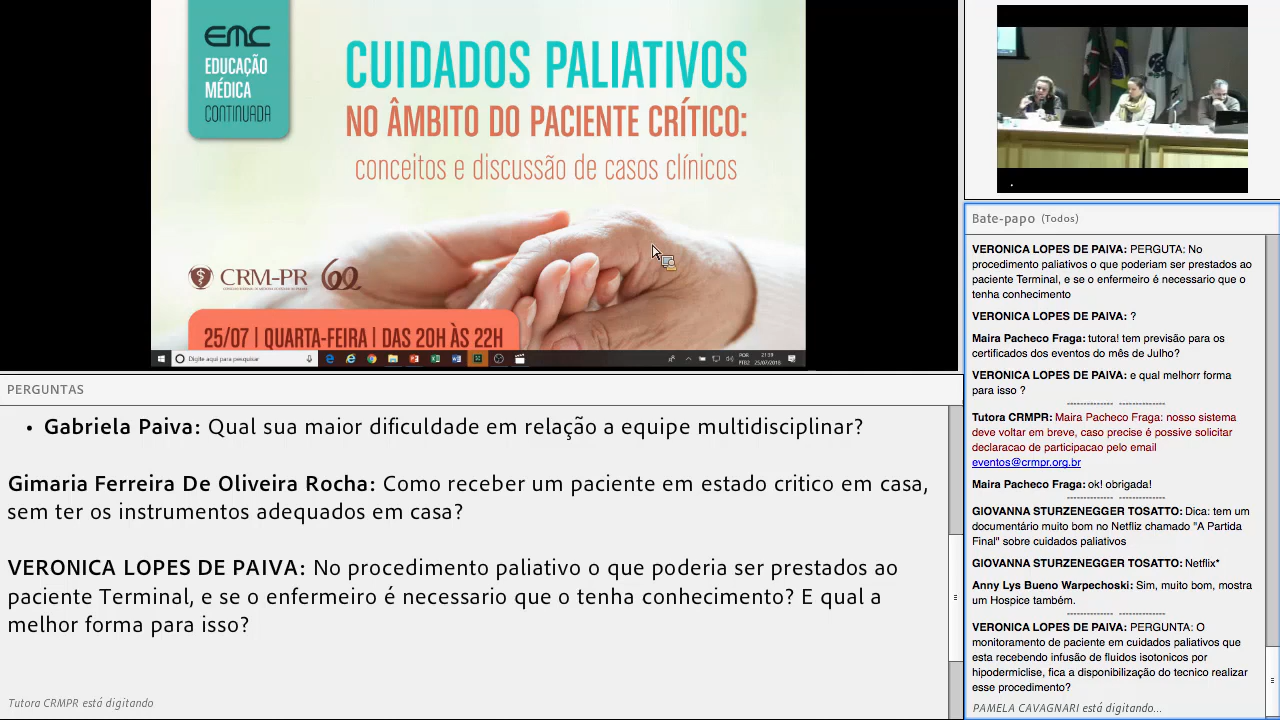 EMC
EDUCAÇÃO
MÉDICA
CONTINUADA
CUIDADOS PALIATIVOS
NO ÂMBITO DO PACIENTE CRÍTICO:
conceitos e discussão de casos clínicos
CRM-PR 60
25/07 | QUARTA-FEIRA | DAS 20H ÀS 22H
Digite aqui para pesquisar
POR
PTB2
21:39
25/07/2018
PERGUNTAS
• Gabriela Paiva: Qual sua maior dificuldade em relação a equipe multidisciplinar?
Gimaria Ferreira De Oliveira Rocha: Como receber um paciente em estado critico em casa,
sem ter os instrumentos adequados em casa?
VERONICA LOPES DE PAIVA: No procedimento paliativo o que poderia ser prestados ao
paciente Terminal, e se o enfermeiro é necessario que o tenha conhecimento? E qual a
melhor forma para isso?
Tutora CRMPR está digitando
Bate-papo (Todos)
VERONICA LOPES DE PAIVA: PERGUTA: No
procedimento paliativos o que poderiam ser prestados ao
paciente Terminal, e se o enfermeiro é necessario que o
tenha conhecimento
VERONICA LOPES DE PAIVA: ?
Maira Pacheco Fraga: tutora! tem previsão para os
certificados dos eventos do mês de Julho?
VERONICA LOPES DE PAIVA: e qual melhorr forma
para isso ?
-------------- --------------
Tutora CRMPR: Maira Pacheco Fraga: nosso sistema
deve voltar em breve, caso precise é possive solicitar
declaracao de participacao pelo email
eventos@crmpr.org.br
Maira Pacheco Fraga: ok! obrigada!
-------------- --------------
GIOVANNA STURZENEGGER TOSATTO: Dica: tem um
documentário muito bom no Netfliz chamado "A Partida
Final" sobre cuidados paliativos
GIOVANNA STURZENEGGER TOSATTO: Netflix*
Anny Lys Bueno Warpechoski: Sim, muito bom, mostra
um Hospice também.
-------------- --------------
VERONICA LOPES DE PAIVA: PERGUNTA: O
monitoramento de paciente em cuidados paliativos que
esta recebendo infusão de fluidos isotonicos por
hipodermiclise, fica a disponibilização do tecnico realizar
esse procedimento?
PAMELA CAVAGNARI está digitando...